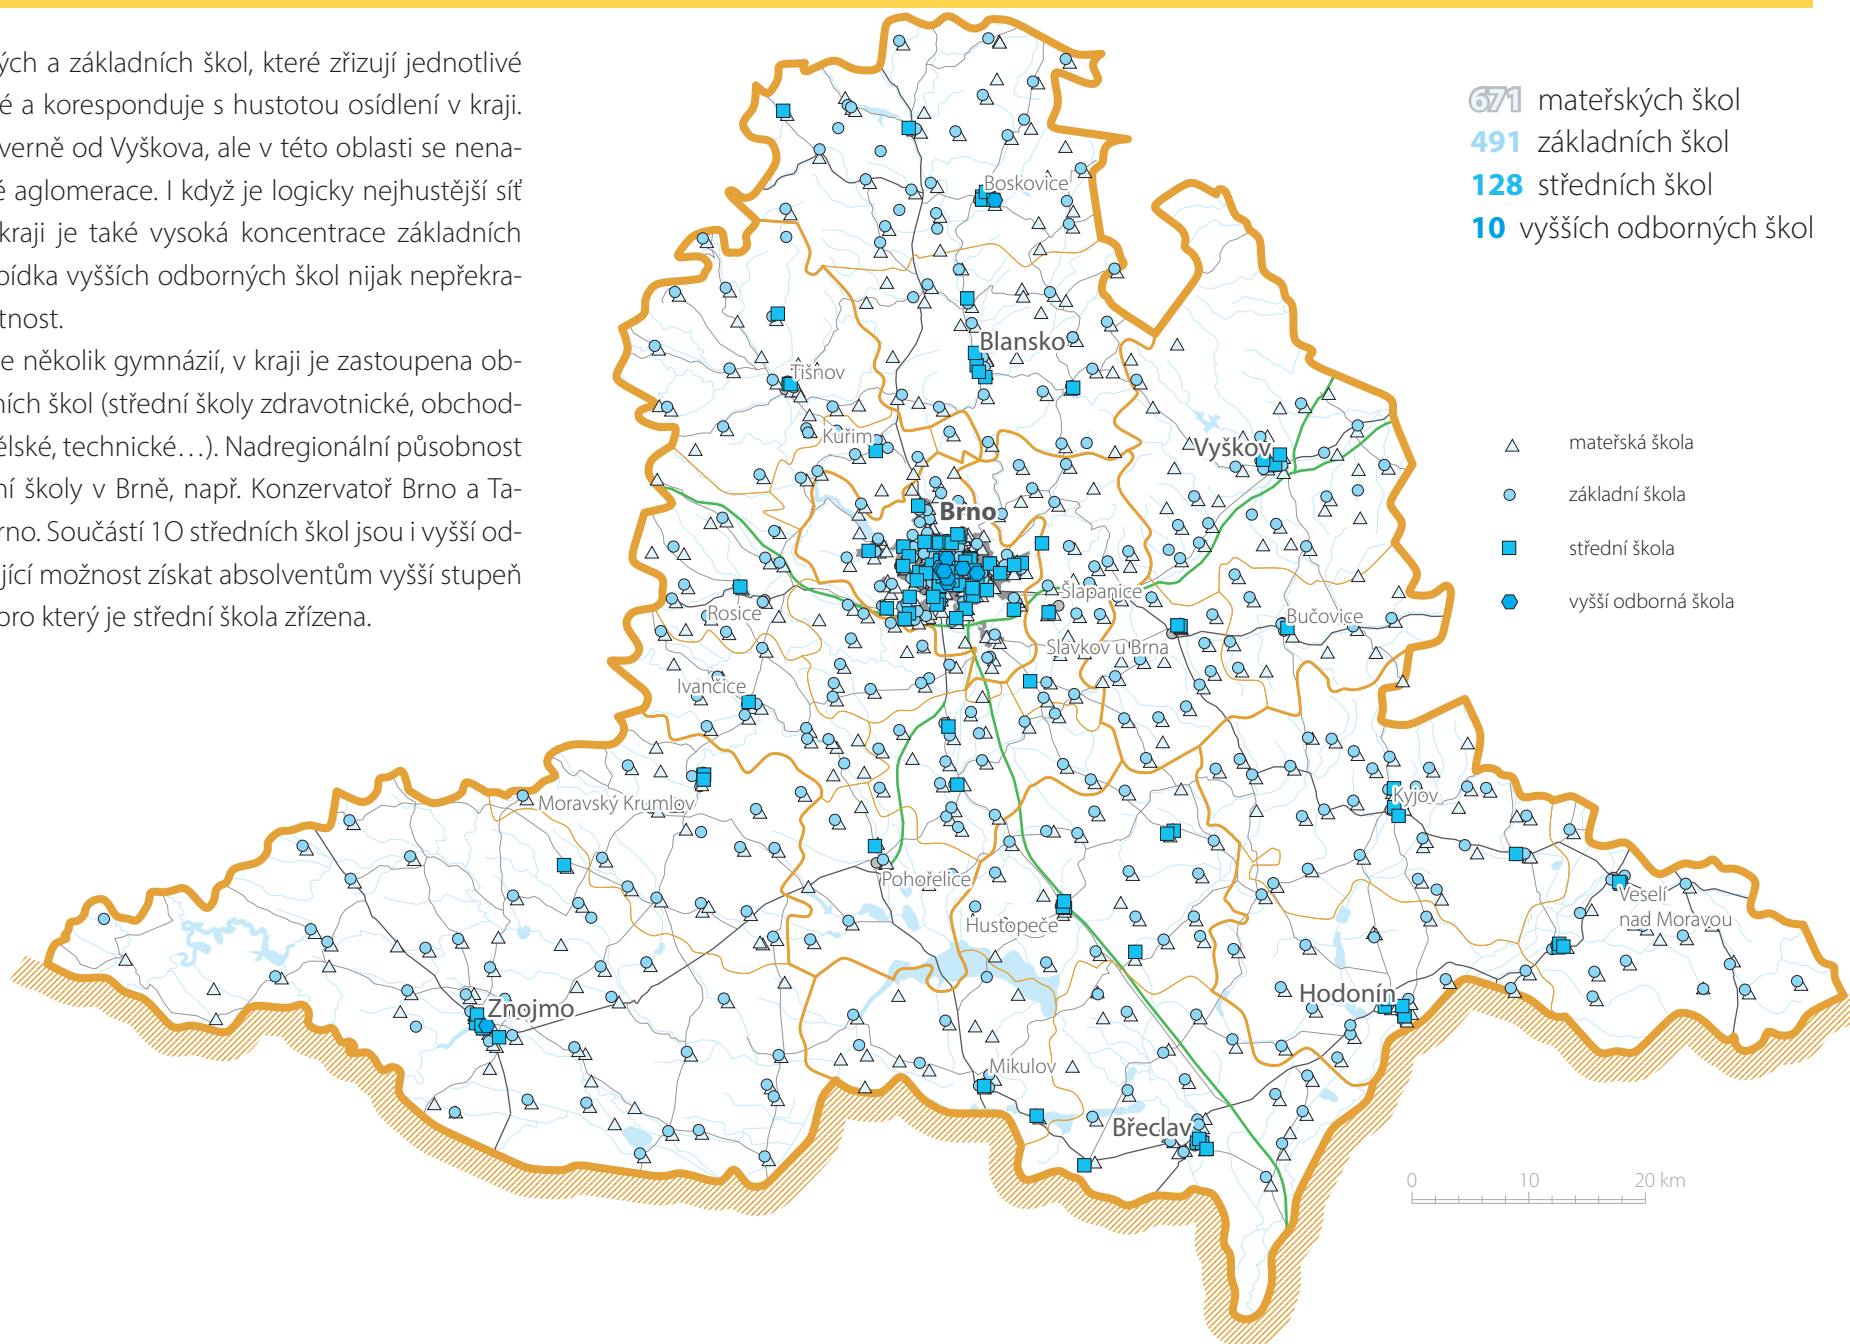 ých a základních škol, které zřizují jednotlivé
é a koresponduje s hustotou osídlení v kraji.
verně od Vyškova, ale v této oblasti se nena-
é aglomerace. I když je logicky nejhustější síť
kraji je také vysoká koncentrace základních
bídka vyšších odborných škol nijak nepřekra-
tnost.
e několik gymnázií, v kraji je zastoupena ob-
ních škol (střední školy zdravotnické, obchod-
ělské, technické…). Nadregionální působnost
ní školy v Brně, např. Konzervatoř Brno a Ta-
rno. Součástí 10 středních škol jsou i vyšší od-
jící možnost získat absolventům vyšší stupeň
pro který je střední škola zřízena.
671 mateřských škol
491 základních škol
128 středních škol
10 vyšších odborných škol
mateřská škola
základní škola
střední škola
vyšší odborná škola
Boskovice
Blansko
Tišnov
Kuřim
Vyškov
Brno
Šlapanice
Rosice
Bučovice
Slavkov u Brna
Ivančice
Moravský Krumlov
Kyjov
Pohořelice
Veselí
nad Moravou
Hustopeče
Hodonín
Znojmo
Mikulov
Břeclav
0 10 20 km